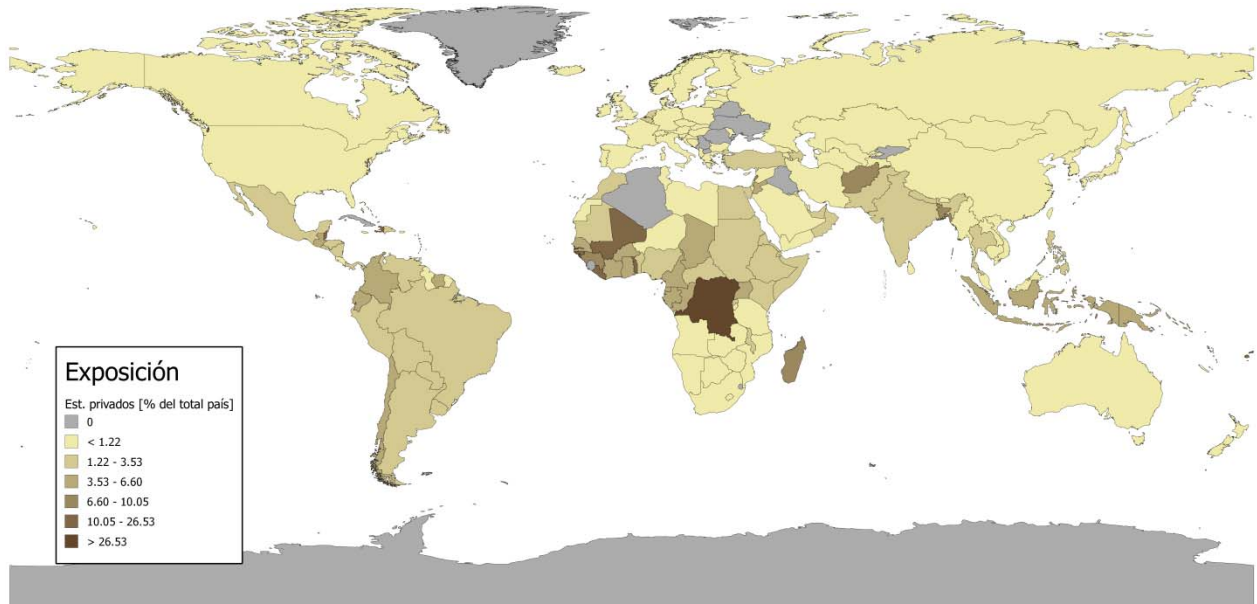 Exposición
Est. privados [% del total país]
0
< 1.22
1.22 - 3.53
3.53 - 6.60
6.60 - 10.05
10.05 - 26.53
> 26.53